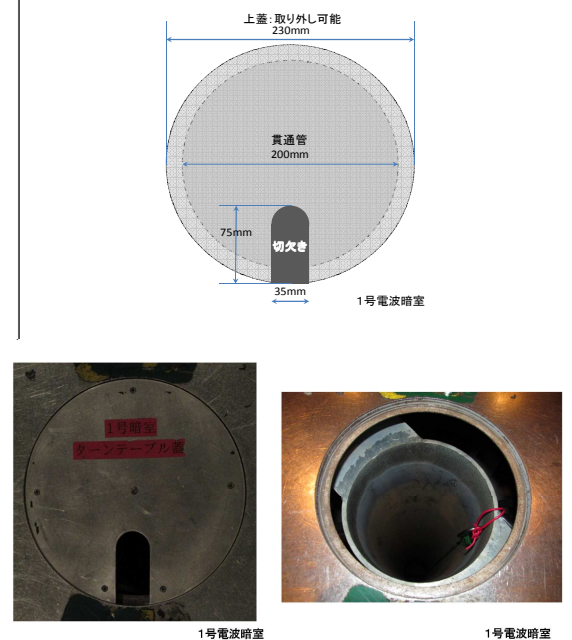 上蓋：取り外し可能
230mm
貫通管
200mm
75mm
切欠き
35mm
1号電波暗室
1号暗室
ターンテーブル蓋
1号電波暗室
1号電波暗室